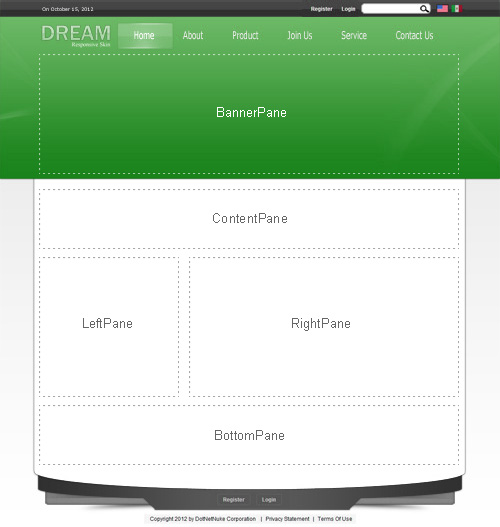 On October 15, 2012 Register Login
DREAM
Responsive Skin
Home About Product Join Us Service Contact Us
BannerPane
ContentPane
LeftPane RightPane
BottomPane
Register Login
Copyright 2012 by DotNetNuke Corporation | Privacy Statement | Terms Of Use